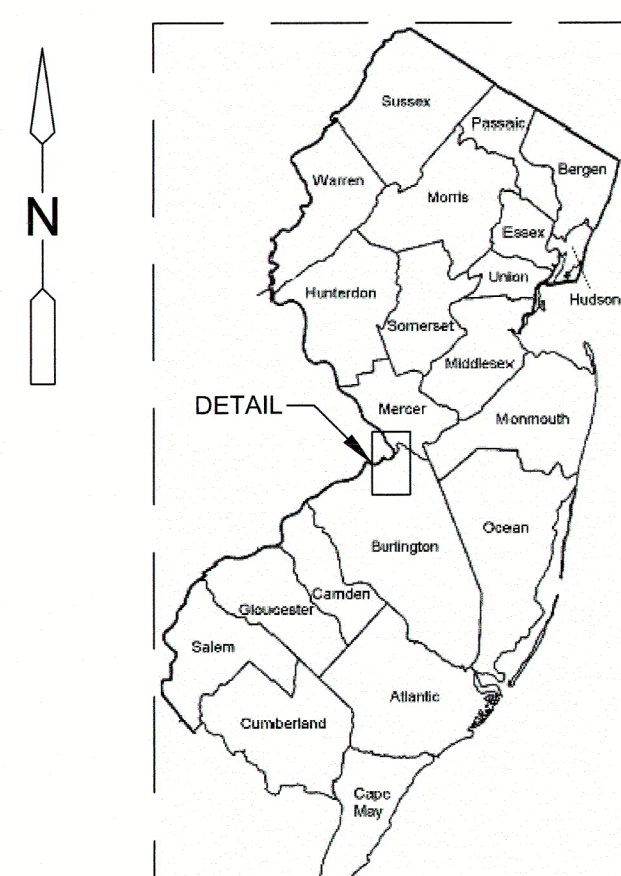 Sussex
Passaic
Bergen
Warren
Morris
N
Essex
Union
Hunterdon
Hudson
Somerset
Middlesex
DETAIL
Mercer
Monmouth
Ocean
Burlington
Camden
Gloucester
Salem
Atlantic
Cumberland
Cape
May